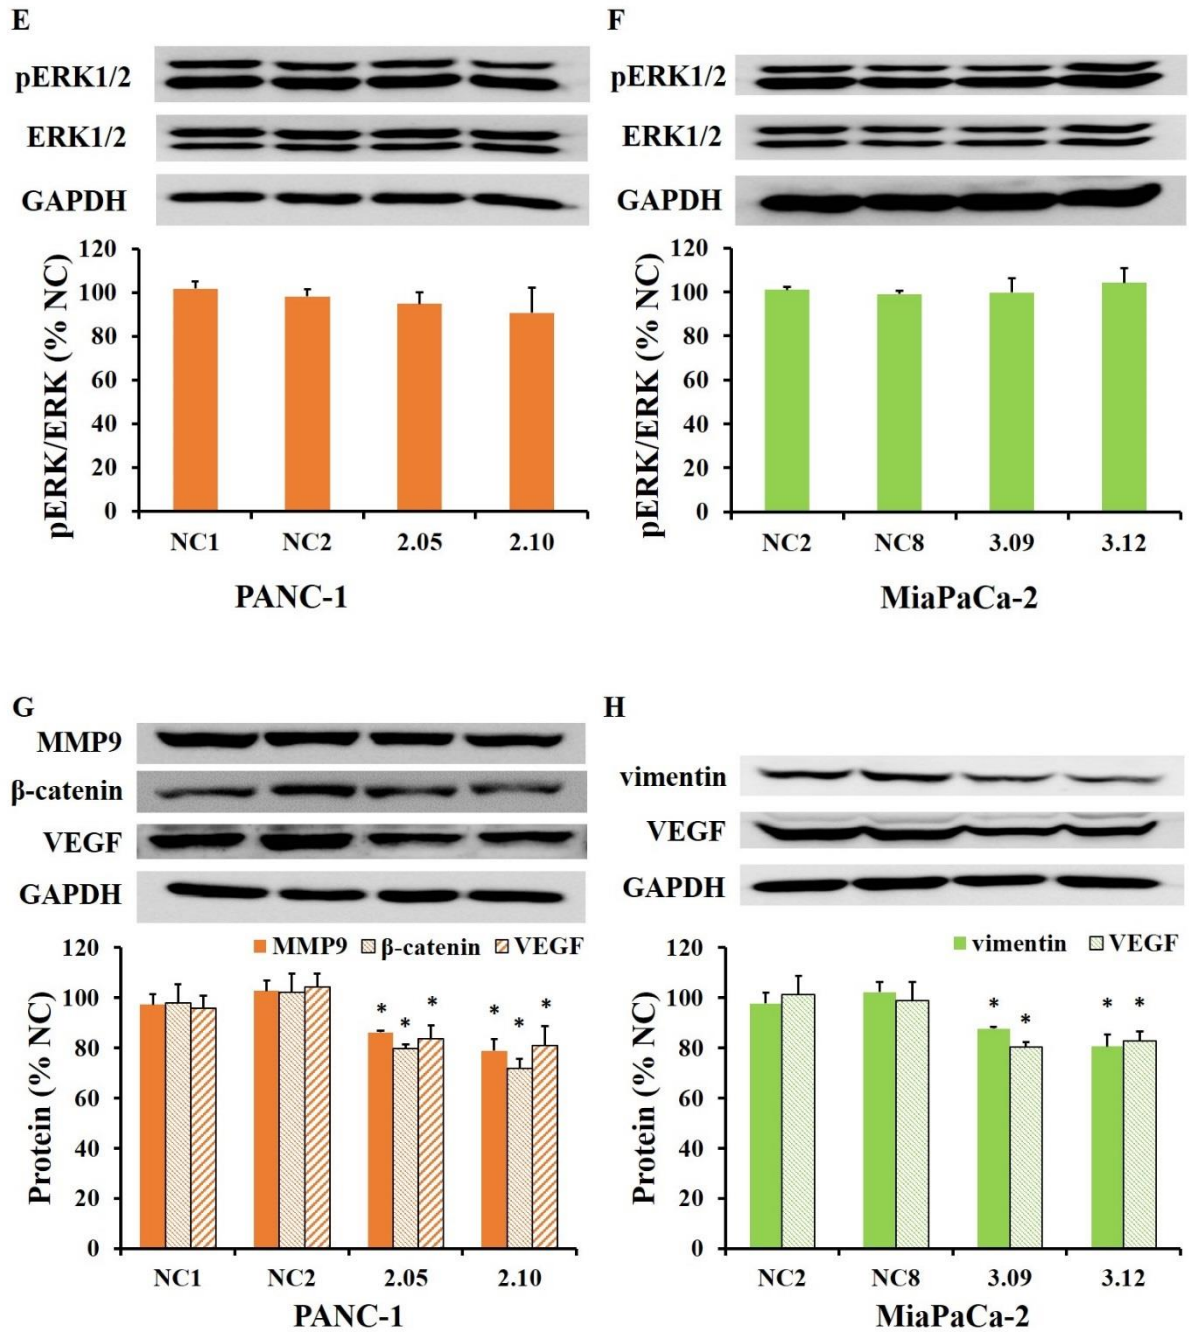 E
pERK1/2
ERK1/2
GAPDH
pERK/ERK (% NC)
120
100
80
60
40
20
0
NC1 NC2 2.05 2.10
PANC-1
F
pERK1/2
ERK1/2
GAPDH
pERK/ERK (% NC)
120
100
80
60
40
20
0
NC2 NC8 3.09 3.12
MiaPaCa-2
G
MMP9
β-catenin
VEGF
GAPDH
Protein (% NC)
120
100
80
60
40
20
0
MMP9 β-catenin VEGF
* * * * * *
NC1 NC2 2.05 2.10
PANC-1
H
vimentin
VEGF
GAPDH
Protein (% NC)
120
100
80
60
40
20
0
vimentin VEGF
* * * *
NC2 NC8 3.09 3.12
MiaPaCa-2